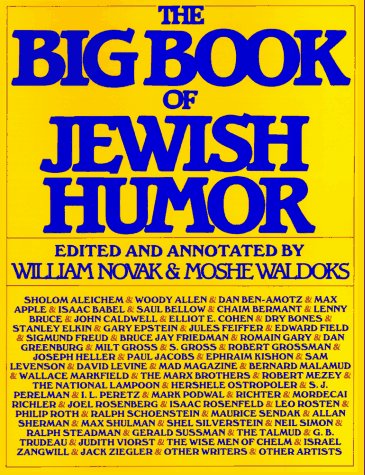 THE
BIG BOOK
OF
JEWISH
HUMOR
EDITED AND ANNOTATED BY
WILLIAM NOVAK & MOSHE WALDOKS
SHOLOM ALEICHEM & WOODY ALLEN & DAN BEN-AMOTZ & MAX
APPLE & ISAAC BABEL & SAUL BELLOW & CHAIM BERMANT & LENNY
BRUCE & JOHN CALDWELL & ELLIOT E. COHEN & DRY BONES &
STANLEY ELKIN & GARY EPSTEIN & JULES FEIFFER & EDWARD FIELD
& SIGMUND FREUD & BRUCE JAY FRIEDMAN & ROMAIN GARY & DAN
GREENBURG & MILT GROSS & S. GROSS & ROBERT GROSSMAN &
JOSEPH HELLER & PAUL JACOBS & EPHRAIM KISHON & SAM
LEVENSON & DAVID LEVINE & MAD MAGAZINE & BERNARD MALAMUD
& WALLACE MARKFIELD & THE MARX BROTHERS & ROBERT MEZEY &
THE NATIONAL LAMPOON & HERSHELE OSTROPOLER & S. J.
PERELMAN & I. L. PERETZ & MARK PODWAL & RICHTER & MORDECAI
RICHLER & JOEL ROSENBERG & ISAAC ROSENFELD & LEO ROSTEN &
PHILIP ROTH & RALPH SCHOENSTEIN & MAURICE SENDAK & ALLAN
SHERMAN & MAX SHULMAN & SHEL SILVERSTEIN & NEIL SIMON &
RALPH STEADMAN & GERALD SUSSMAN & THE TALMUD & G. B.
TRUDEAU & JUDITH VIORST & THE WISE MEN OF CHELM & ISRAEL
ZANGWILL & JACK ZIEGLER & OTHER WRITERS & OTHER ARTISTS